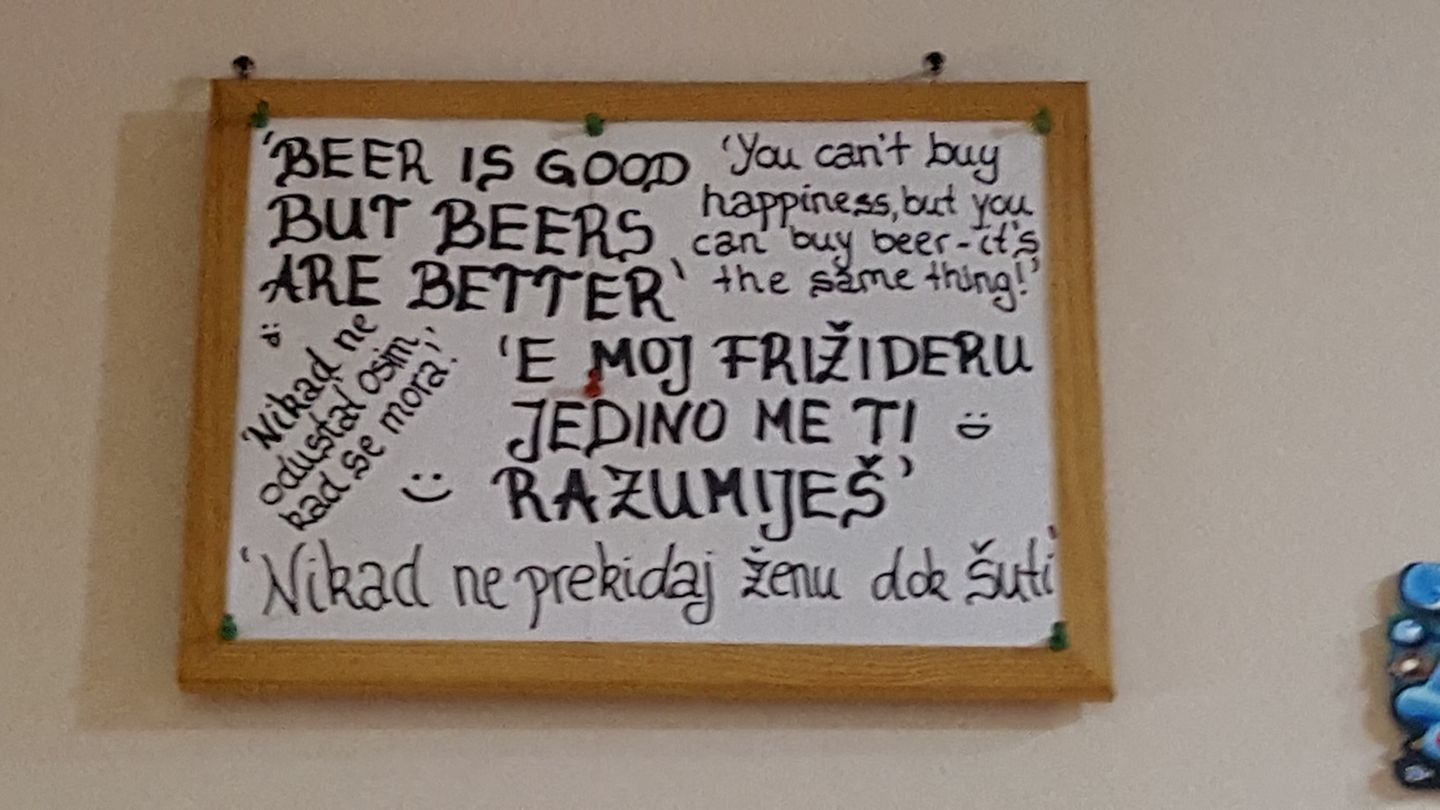 'BEER IS GOOD
BUT BEERS
ARE BETTER'
'You can't buy
happiness, but you
can buy beer - it's
the same thing!'
'Nikad ne
odustat' osim
kad se mora!'
'E MOJ FRIŽIDERU
JEDINO ME TI
RAZUMIJEŠ'
'Nikad ne prekidaj ženu dok šuti'